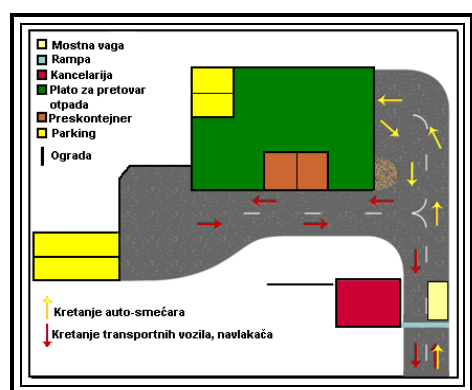 Mostna vaga
Rampa
Kancelarija
Plato za pretovar
otpada
Preskontejner
Parking
Ograda
Kretanje auto-smećara
Kretanje transportnih vozila, navlakača